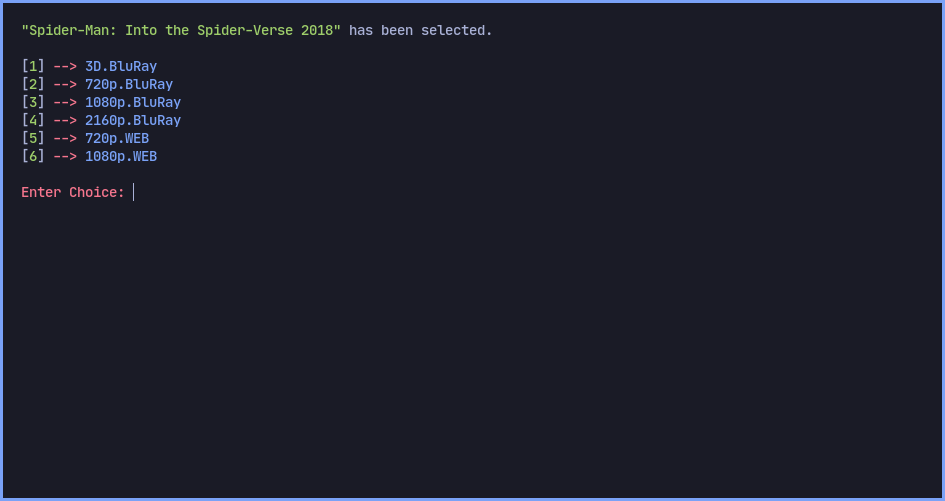 "Spider-Man: Into the Spider-Verse 2018" has been selected.
[1] --> 3D.BluRay
[2] --> 720p.BluRay
[3] --> 1080p.BluRay
[4] --> 2160p.BluRay
[5] --> 720p.WEB
[6] --> 1080p.WEB
Enter Choice: